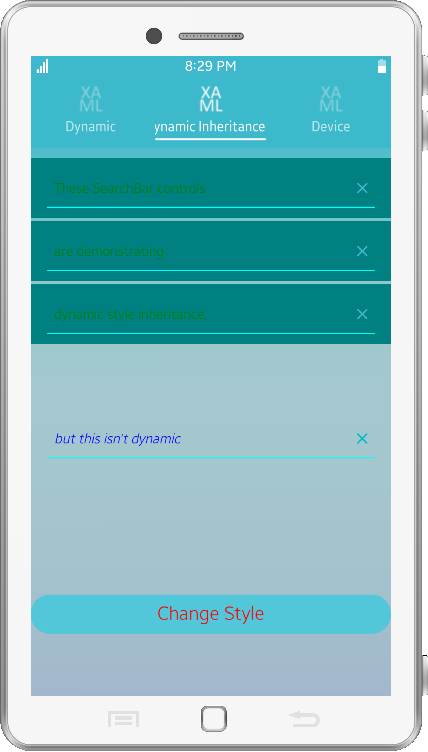 8:29 PM
XA
ML
XA
ML
XA
ML
Dynamic
ynamic Inheritance
Device
These SearchBar controls
are demonstrating
dynamic style inheritance,
but this isn't dynamic
Change Style